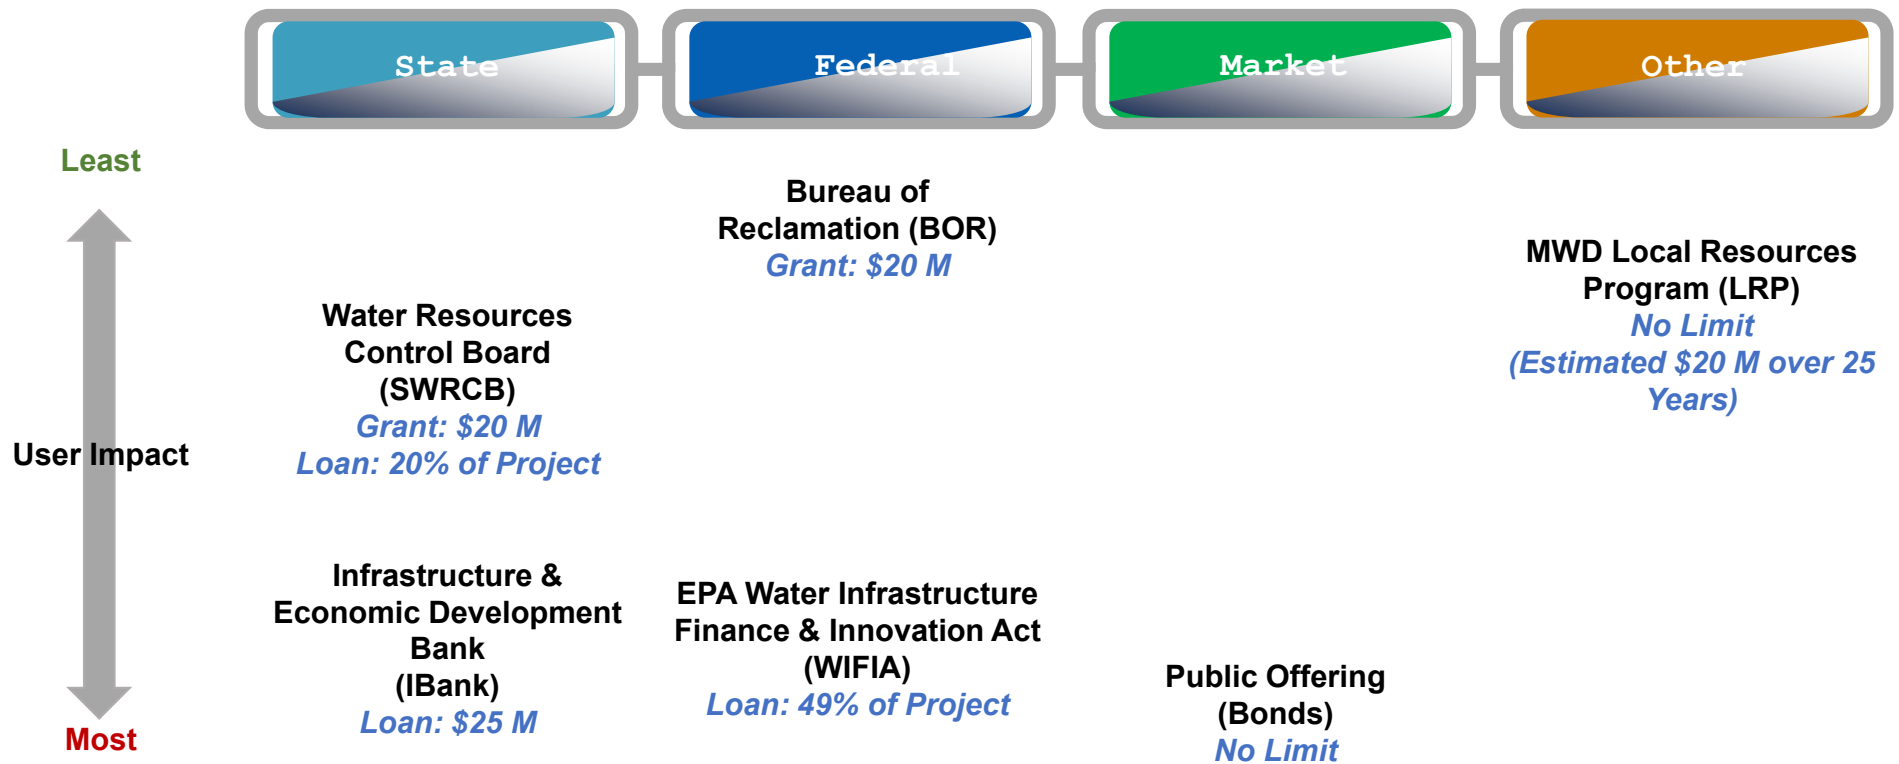 State
Federal
Market
Other
Least
User Impact
Most
Water Resources
Control Board
(SWRCB)
Grant: $20 M
Loan: 20% of Project
Infrastructure &
Economic Development
Bank
(IBank)
Loan: $25 M
Bureau of
Reclamation (BOR)
Grant: $20 M
EPA Water Infrastructure
Finance & Innovation Act
(WIFIA)
Loan: 49% of Project
Public Offering
(Bonds)
No Limit
MWD Local Resources
Program (LRP)
No Limit
(Estimated $20 M over 25
Years)